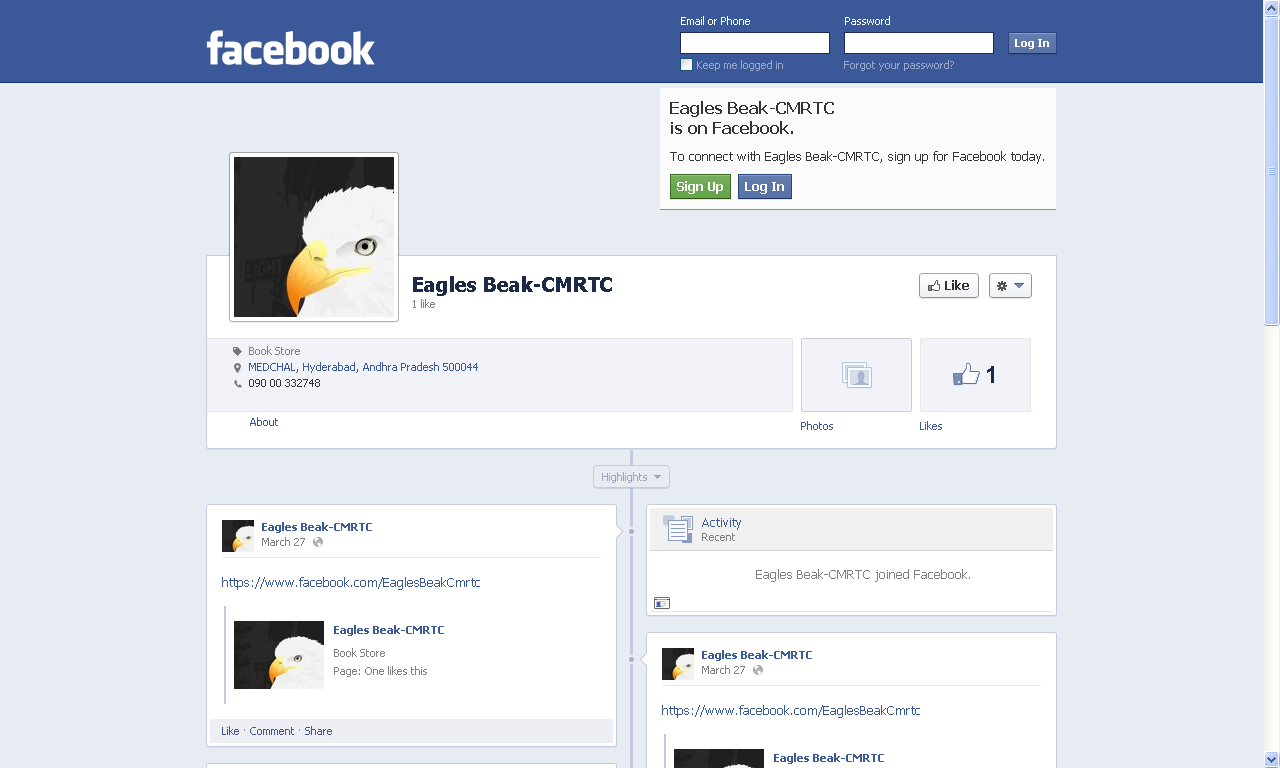 facebook
Email or Phone
Password
Log In
Keep me logged in
Forgot your password?
Eagles Beak-CMRTC
is on Facebook.
To connect with Eagles Beak-CMRTC, sign up for Facebook today.
Sign Up
Log In
Eagles Beak-CMRTC
1 like
Like
Book Store
MEDCHAL, Hyderabad, Andhra Pradesh 500044
090 00 332748
About
1
Photos
Likes
Highlights
Eagles Beak-CMRTC
March 27
https://www.facebook.com/EaglesBeakCmrtc
Eagles Beak-CMRTC
Book Store
Page: One likes this
Like · Comment · Share
Activity
Recent
Eagles Beak-CMRTC joined Facebook.
Eagles Beak-CMRTC
March 27
https://www.facebook.com/EaglesBeakCmrtc
Eagles Beak-CMRTC